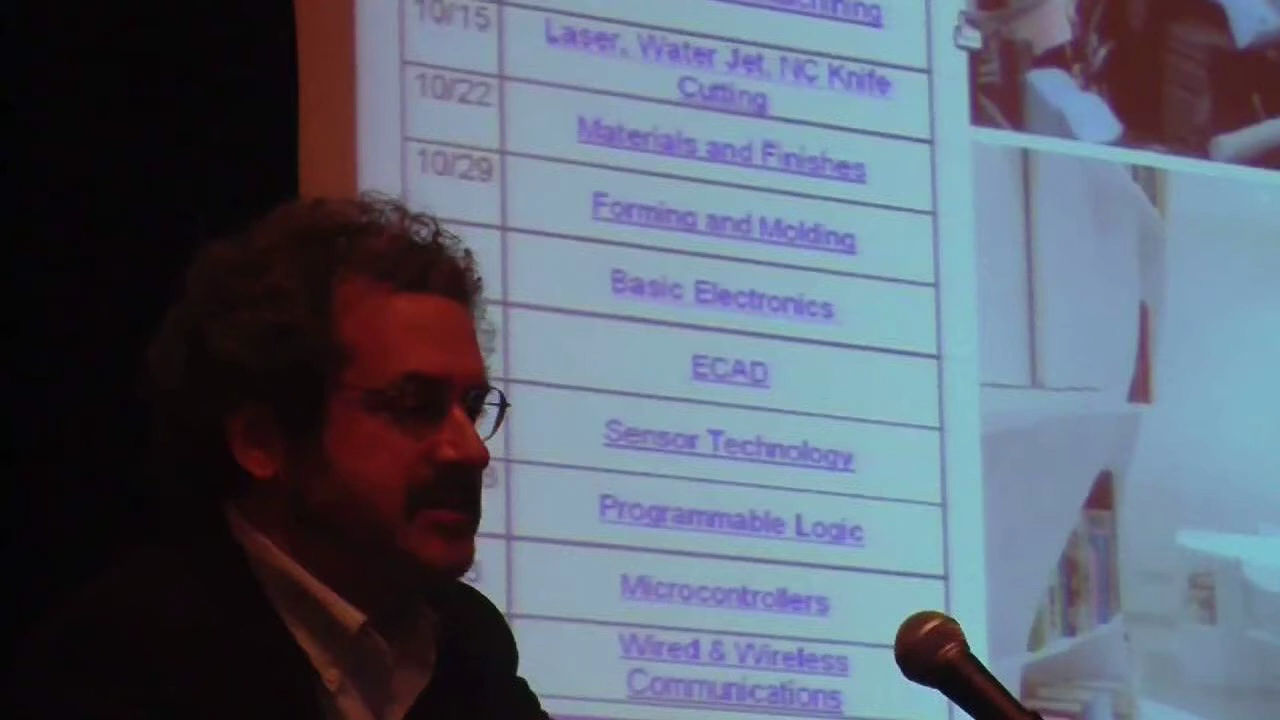 Machining
10/15
Laser, Water Jet, NC Knife
Cutting
10/22
Materials and Finishes
10/29
Forming and Molding
Basic Electronics
ECAD
Sensor Technology
Programmable Logic
Microcontrollers
Wired & Wireless
Communications